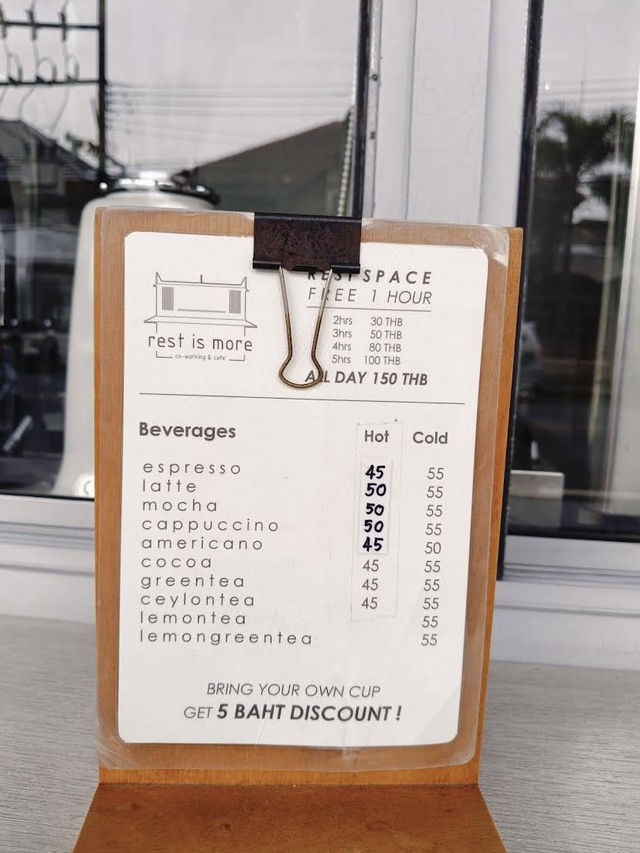 rest is more
co-working & cafe'
REST SPACE
FREE 1 HOUR
2hrs 30 THB
3hrs 50 THB
4hrs 80 THB
5hrs 100 THB
ALL DAY 150 THB
Beverages Hot Cold
espresso 45 55
latte 50 55
mocha 50 55
cappuccino 50 55
americano 45 50
cocoa 45 55
greentea 45 55
ceylontea 45 55
lemontea 55
lemongreentea 55
BRING YOUR OWN CUP
GET 5 BAHT DISCOUNT !